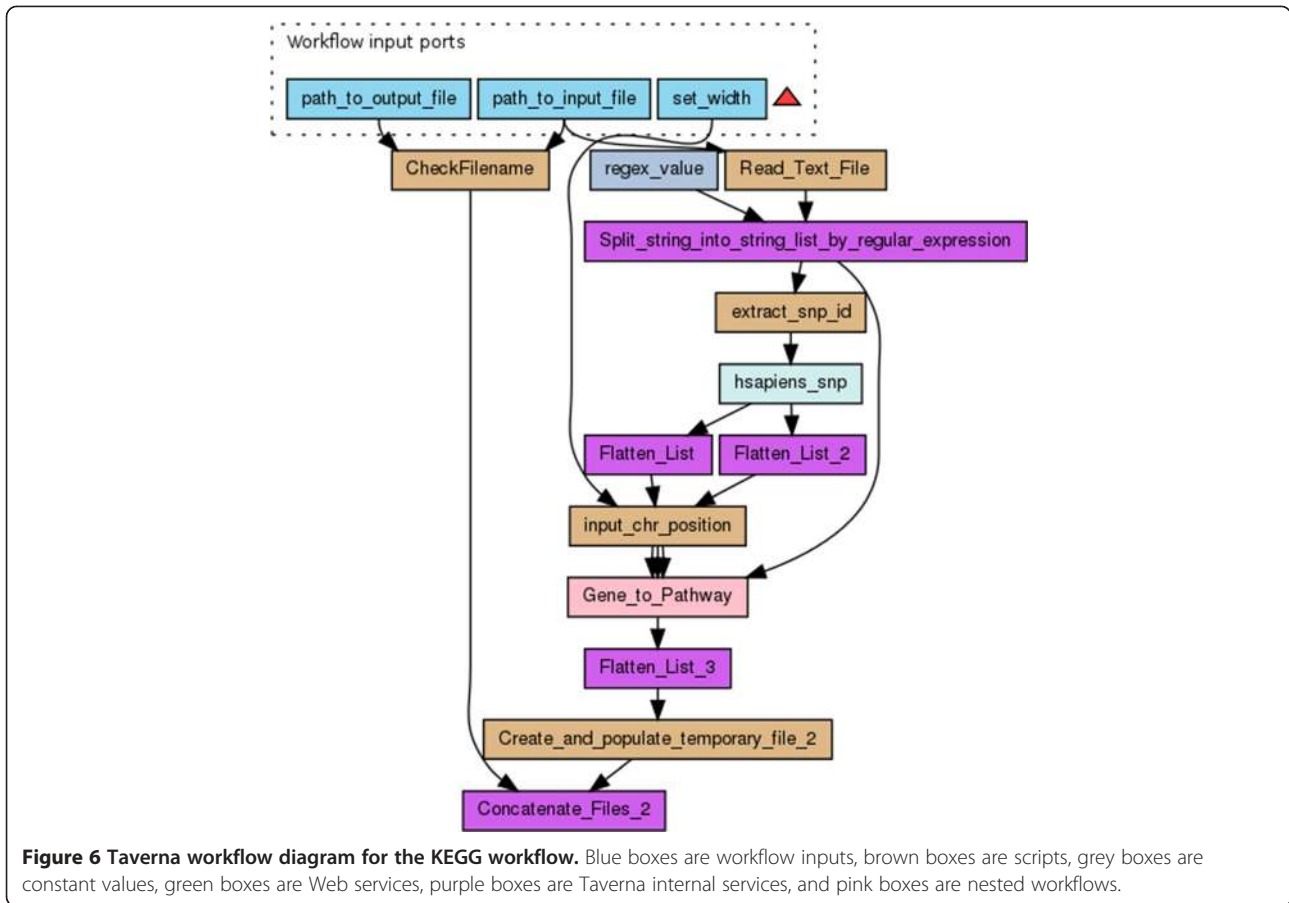 Workflow input ports
path_to_output_file path_to_input_file set_width
CheckFilename regex_value Read_Text_File
Split_string_into_string_list_by_regular_expression
extract_snp_id
hsapiens_snp
Flatten_List Flatten_List_2
input_chr_position
Gene_to_Pathway
Flatten_List_3
Create_and_populate_temporary_file_2
Concatenate_Files_2
Figure 6 Taverna workflow diagram for the KEGG workflow. Blue boxes are workflow inputs, brown boxes are scripts, grey boxes are
constant values, green boxes are Web services, purple boxes are Taverna internal services, and pink boxes are nested workflows.